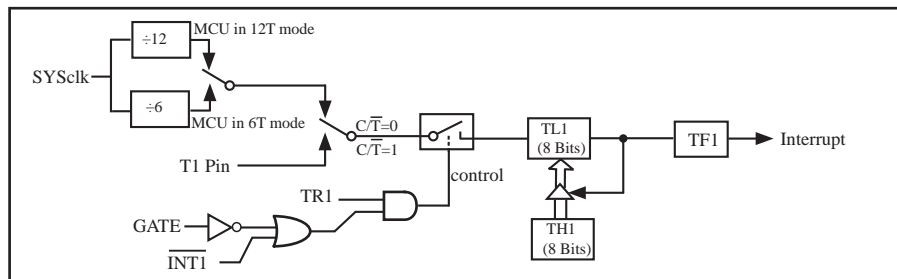 ÷12
MCU in 12T mode
SYSclk
÷6
MCU in 6T mode
C/T̅=0
C/T̅=1
T1 Pin
control
TL1
(8 Bits)
TF1
Interrupt
TR1
GATE
I̅N̅T̅1̅
TH1
(8 Bits)